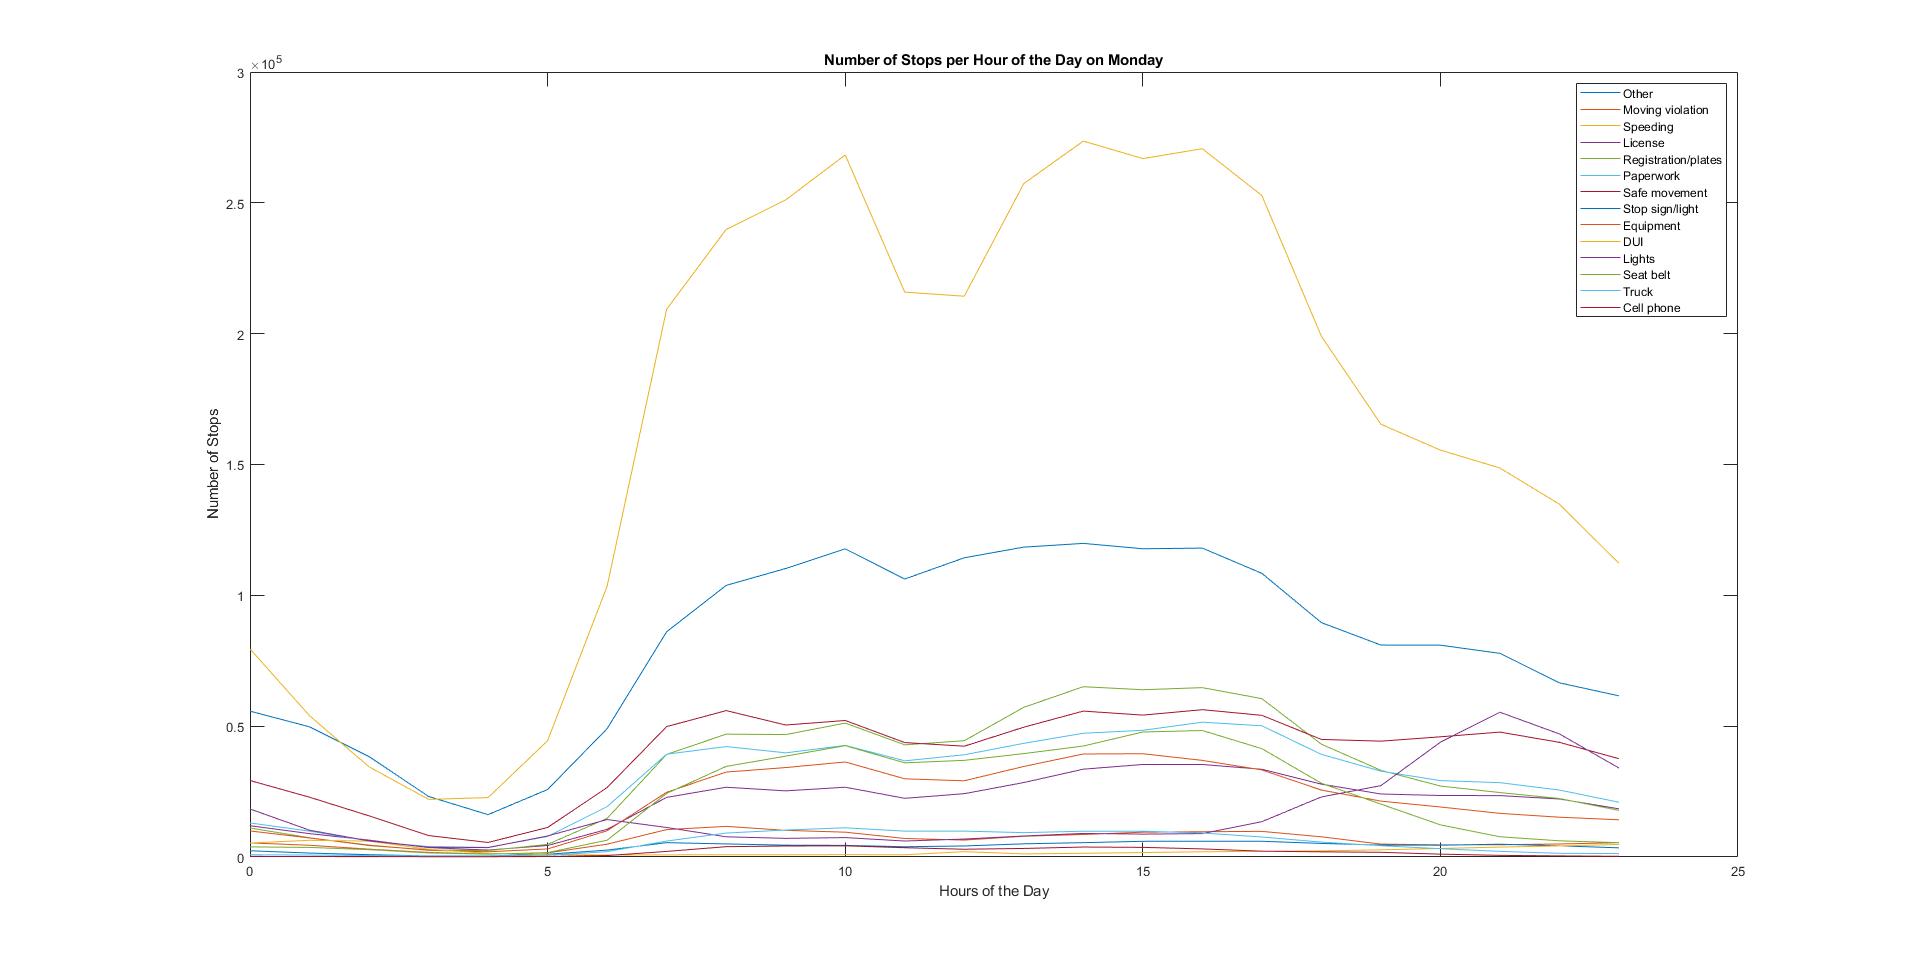 Number of Stops per Hour of the Day on Monday
×10^5
3
2.5
2
1.5
1
0.5
0
Number of Stops
0 5 10 15 20 25
Hours of the Day
Other
Moving violation
Speeding
License
Registration/plates
Paperwork
Safe movement
Stop sign/light
Equipment
DUI
Lights
Seat belt
Truck
Cell phone